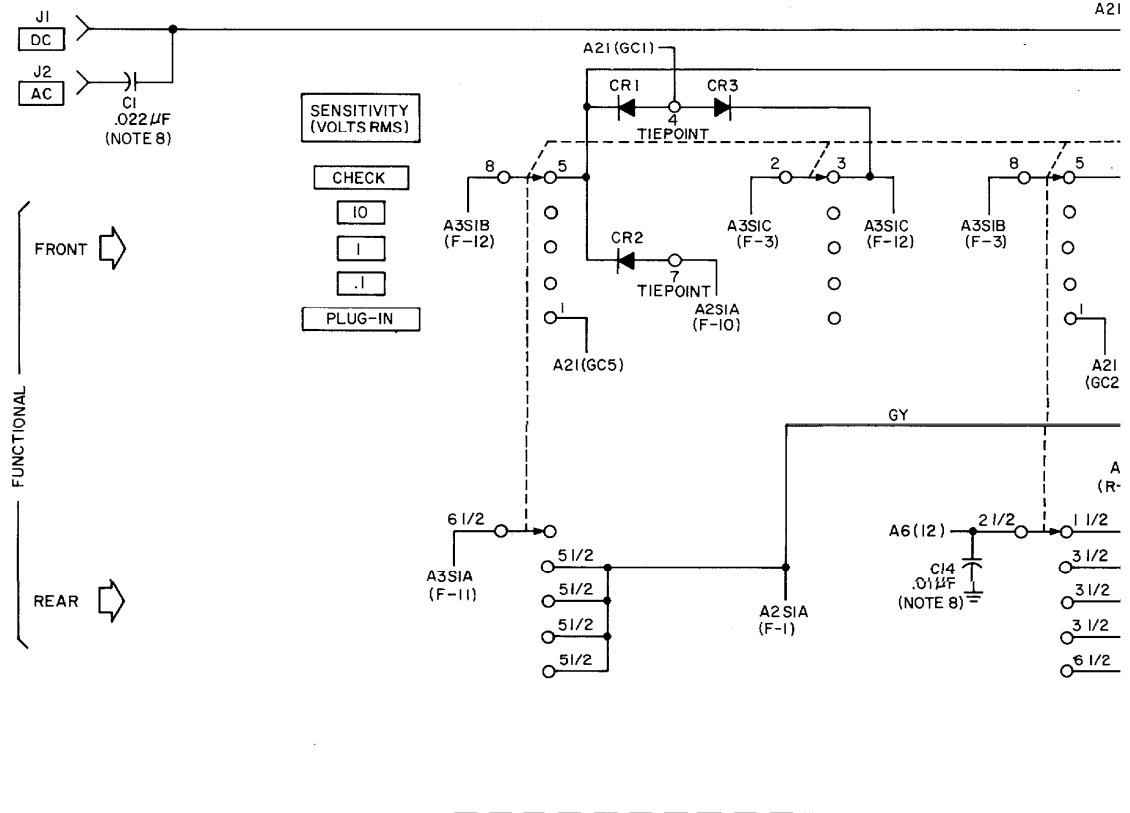 J1
DC
J2
AC
C1
.022µF
(NOTE 8)
A21
A21(GC1)
CR1
CR3
4
TIEPOINT
SENSITIVITY
(VOLTS RMS)
CHECK
10
1
.1
PLUG-IN
8
5
A3S1B
(F-12)
CR2
7
TIEPOINT
A2S1A
(F-10)
1
A21(GC5)
2
3
A3S1C
(F-3)
A3S1C
(F-12)
8
5
A3S1B
(F-3)
1
A21
(GC2
FUNCTIONAL
FRONT
REAR
GY
A
(R-
6 1/2
A3S1A
(F-11)
5 1/2
5 1/2
5 1/2
5 1/2
A2S1A
(F-1)
A6(12)
2 1/2
1 1/2
C14
.01µF
(NOTE 8)
3 1/2
3 1/2
3 1/2
6 1/2